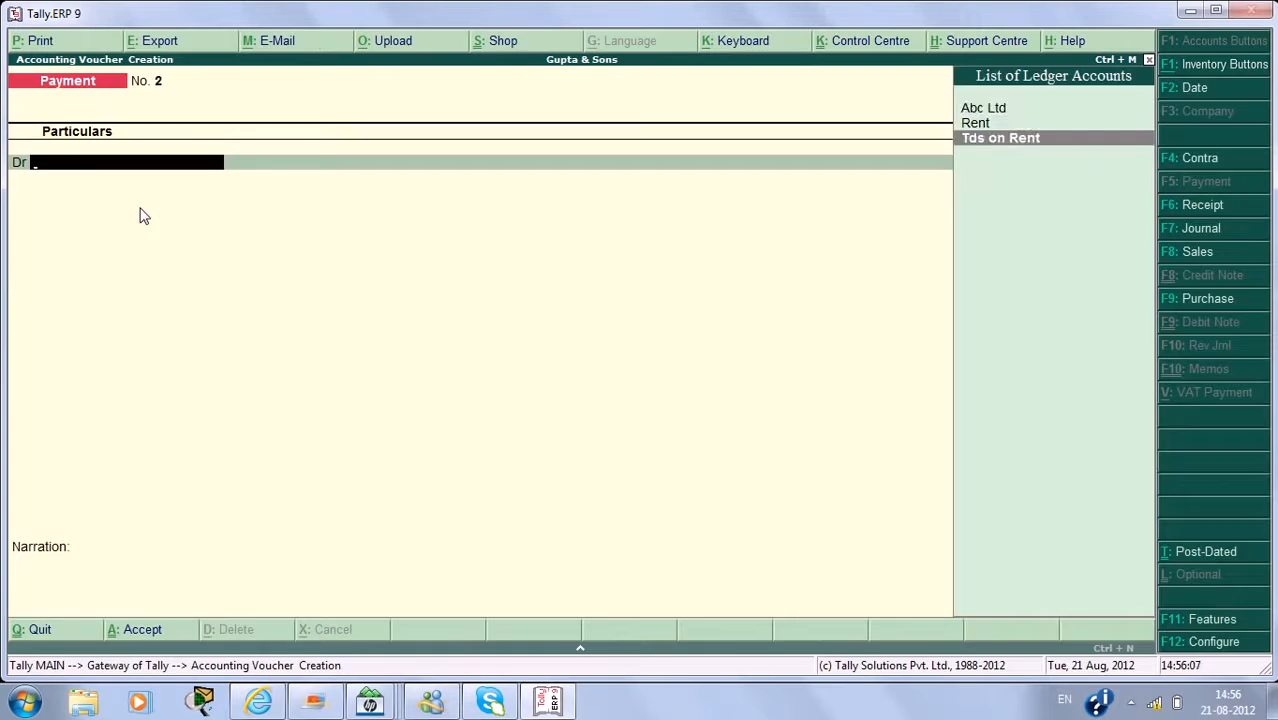 Tally.ERP 9
P: Print E: Export M: E-Mail O: Upload S: Shop G: Language K: Keyboard K: Control Centre H: Support Centre H: Help
Accounting Voucher Creation Gupta & Sons Ctrl + M
Payment No. 2
Particulars
Dr
List of Ledger Accounts
Abc Ltd
Rent
Tds on Rent
F1: Accounts Buttons
F1: Inventory Buttons
F2: Date
F3: Company
F4: Contra
F5: Payment
F6: Receipt
F7: Journal
F8: Sales
F8: Credit Note
F9: Purchase
F9: Debit Note
F10: Rev Jrnl
F10: Memos
V: VAT Payment
T: Post-Dated
L: Optional
F11: Features
F12: Configure
Narration:
Q: Quit A: Accept D: Delete X: Cancel
Ctrl + N
Tally MAIN --> Gateway of Tally --> Accounting Voucher Creation (c) Tally Solutions Pvt. Ltd., 1988-2012 Tue, 21 Aug, 2012 14:56:07
Tally ERP 9
EN
14:56
21-08-2012